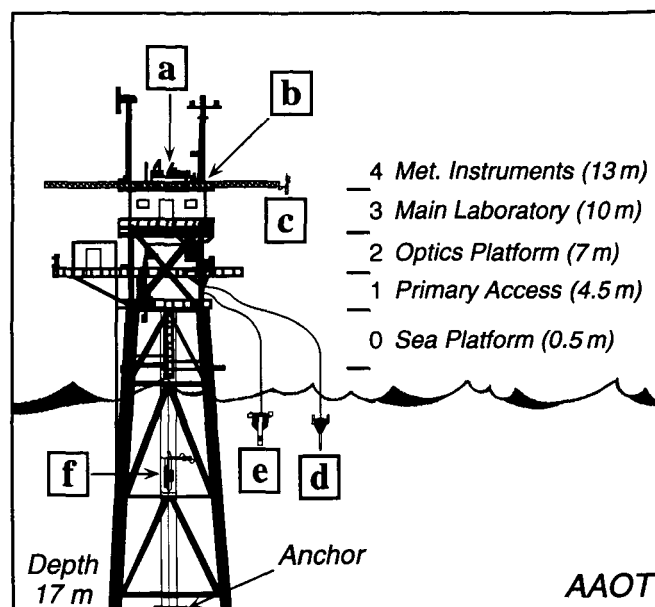 a
b
4 Met. Instruments (13 m)
c
3 Main Laboratory (10 m)
2 Optics Platform (7 m)
1 Primary Access (4.5 m)
0 Sea Platform (0.5 m)
f
e
d
Depth
17 m
Anchor
AAOT